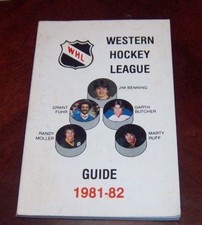 WHL
WESTERN
HOCKEY
LEAGUE
JIM BENNING
GRANT
FUHR
GARTH
BUTCHER
RANDY
MOLLER
MARTY
RUFF
GUIDE
1981-82